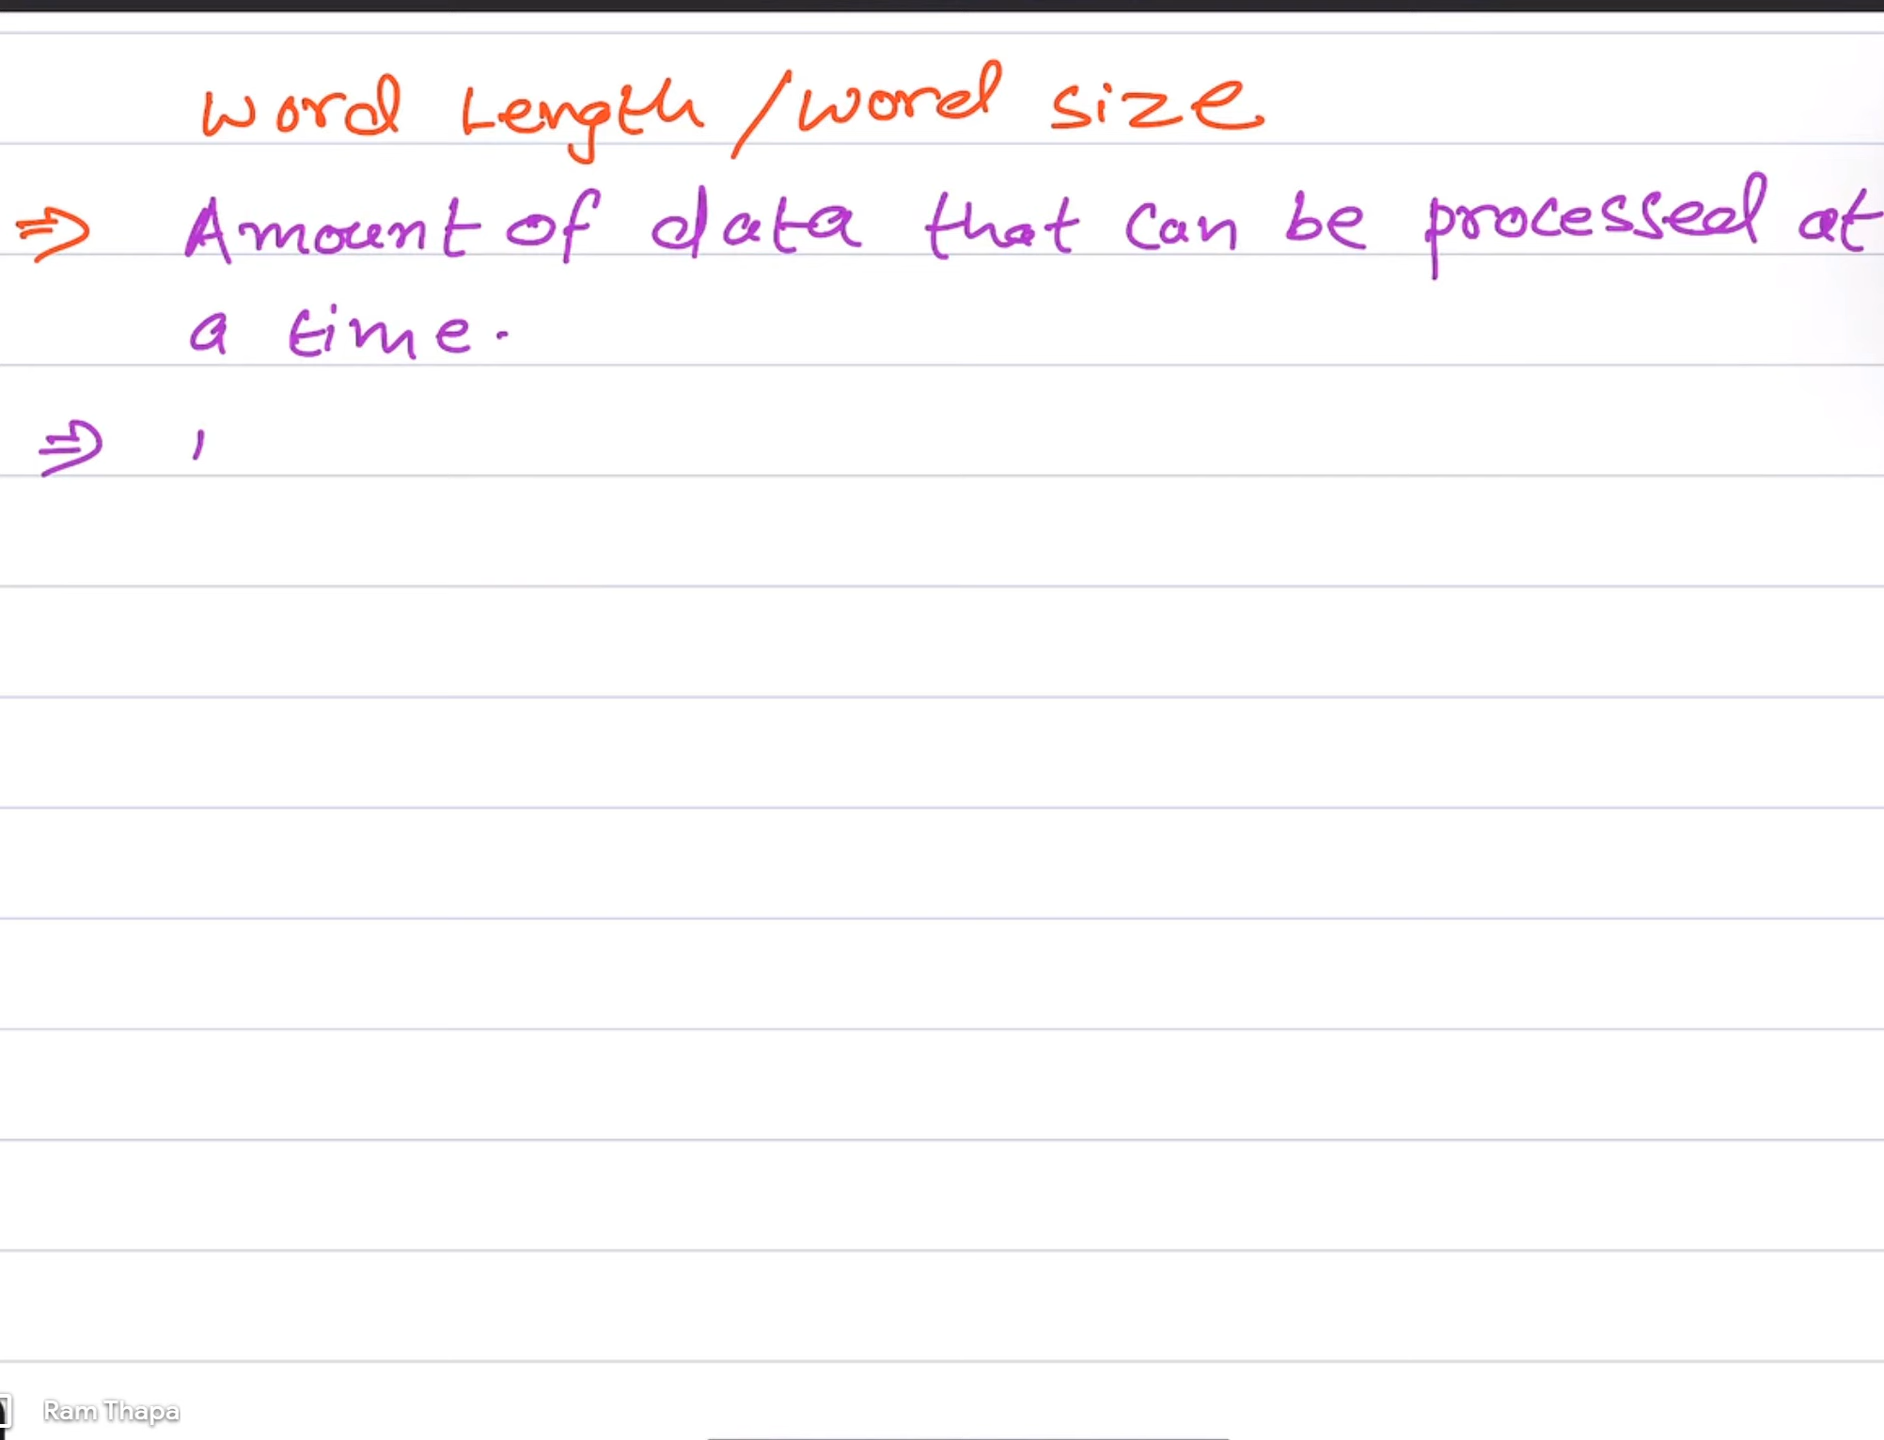 Word Length / word size
⇒ Amount of data that can be processed at
a time.
⇒
Ram Thapa